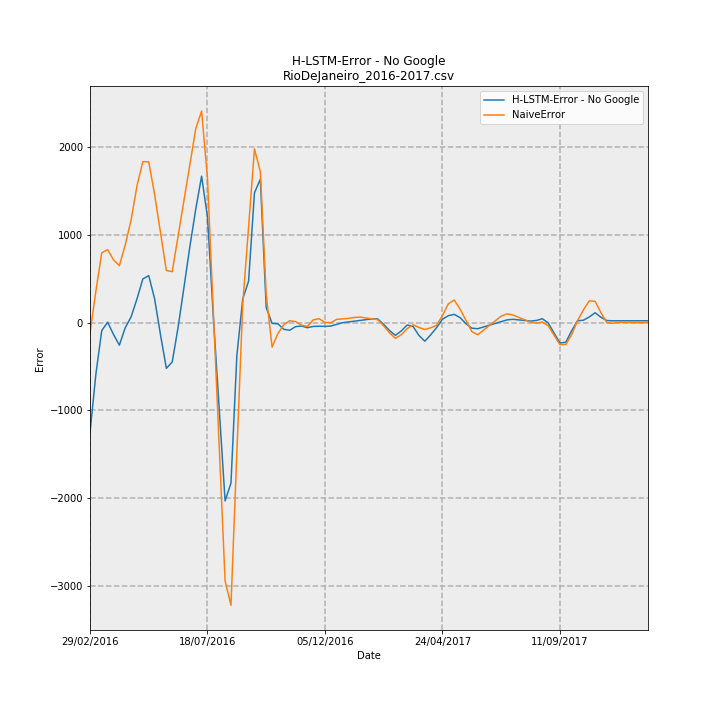 H-LSTM-Error - No Google
RioDeJaneiro_2016-2017.csv
H-LSTM-Error - No Google
NaiveError
2000
1000
0
−1000
−2000
−3000
Error
29/02/2016
18/07/2016
05/12/2016
24/04/2017
11/09/2017
Date